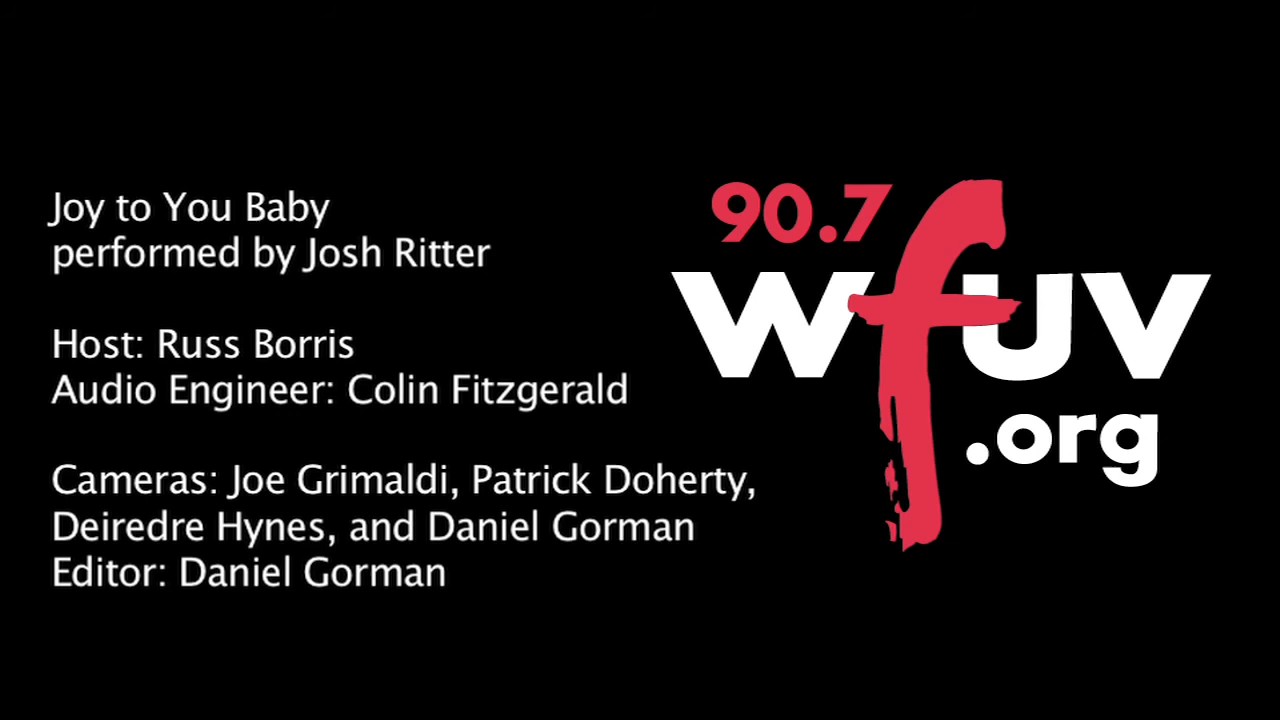 Joy to You Baby
performed by Josh Ritter
Host: Russ Borris
Audio Engineer: Colin Fitzgerald
Cameras: Joe Grimaldi, Patrick Doherty,
Deiredre Hynes, and Daniel Gorman
Editor: Daniel Gorman
90.7
wfuv
.org